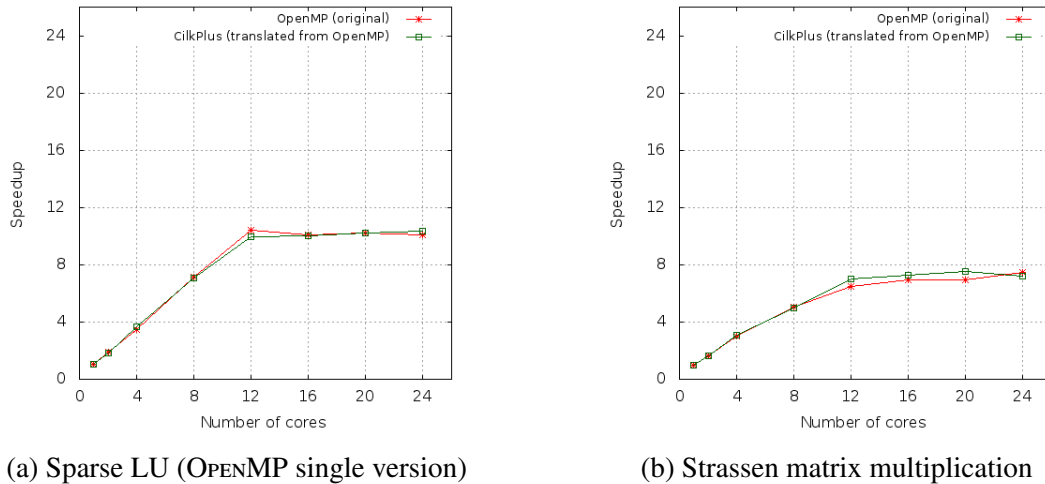 OpenMP (original)
CilkPlus (translated from OpenMP)
24
20
16
12
8
4
0
Speedup
0 4 8 12 16 20 24
Number of cores
(a) Sparse LU (OPENMP single version)
OpenMP (original)
CilkPlus (translated from OpenMP)
24
20
16
12
8
4
0
Speedup
0 4 8 12 16 20 24
Number of cores
(b) Strassen matrix multiplication